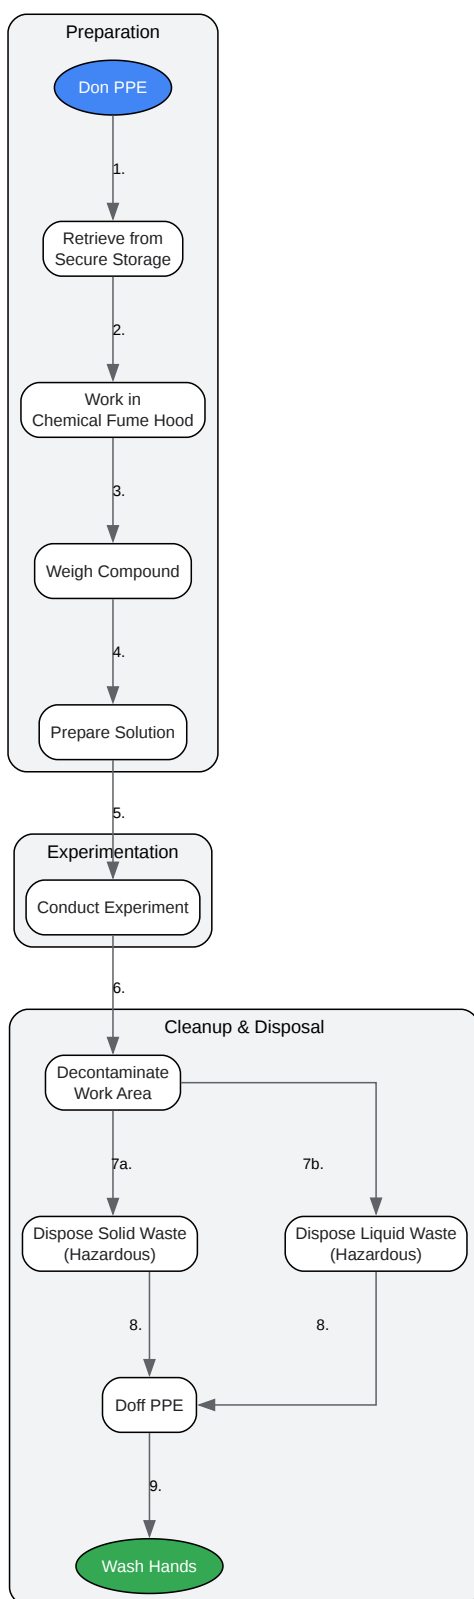 Preparation
Don PPE
1.
Retrieve from
Secure Storage
2.
Work in
Chemical Fume Hood
3.
Weigh Compound
4.
Prepare Solution
5.
Experimentation
Conduct Experiment
6.
Cleanup & Disposal
Decontaminate
Work Area
7a.
7b.
Dispose Solid Waste
(Hazardous)
Dispose Liquid Waste
(Hazardous)
8.
8.
Doff PPE
9.
Wash Hands